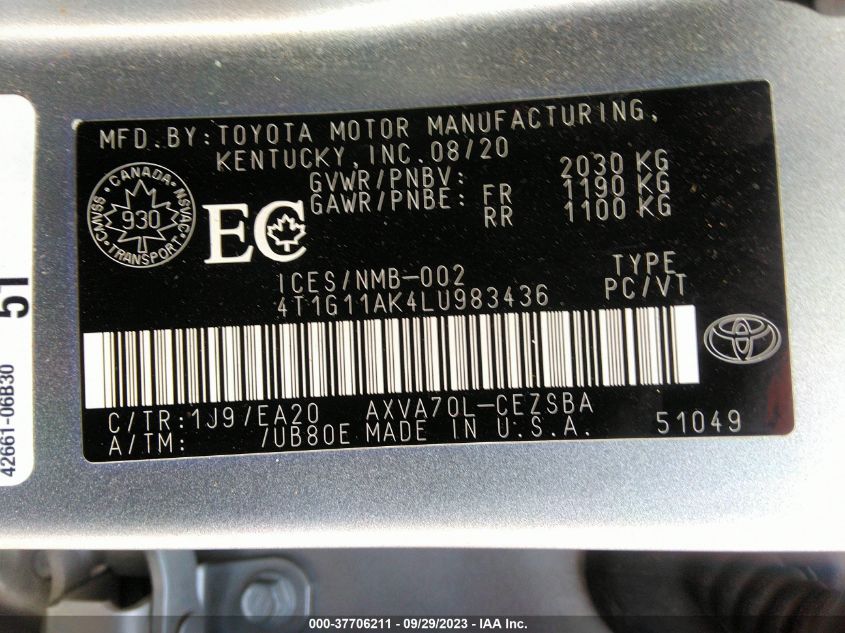 MFD.BY:TOYOTA MOTOR MANUFACTURING,
KENTUCKY,INC.08/20
GVWR/PNBV: 2030 KG
GAWR/PNBE: FR 1190 KG
RR 1100 KG
CANADA
CMVSS NSVAC
930
TRANSPORT
EC
ICES/NMB-002
TYPE
4T1G11AK4LU983436 PC/VT
C/TR:1J9/EA20 AXVA70L-CEZSBA
A/TM: /UB80E MADE IN U.S.A. 51049
51
42661-06B30
000-37706211 - 09/29/2023 - IAA Inc.